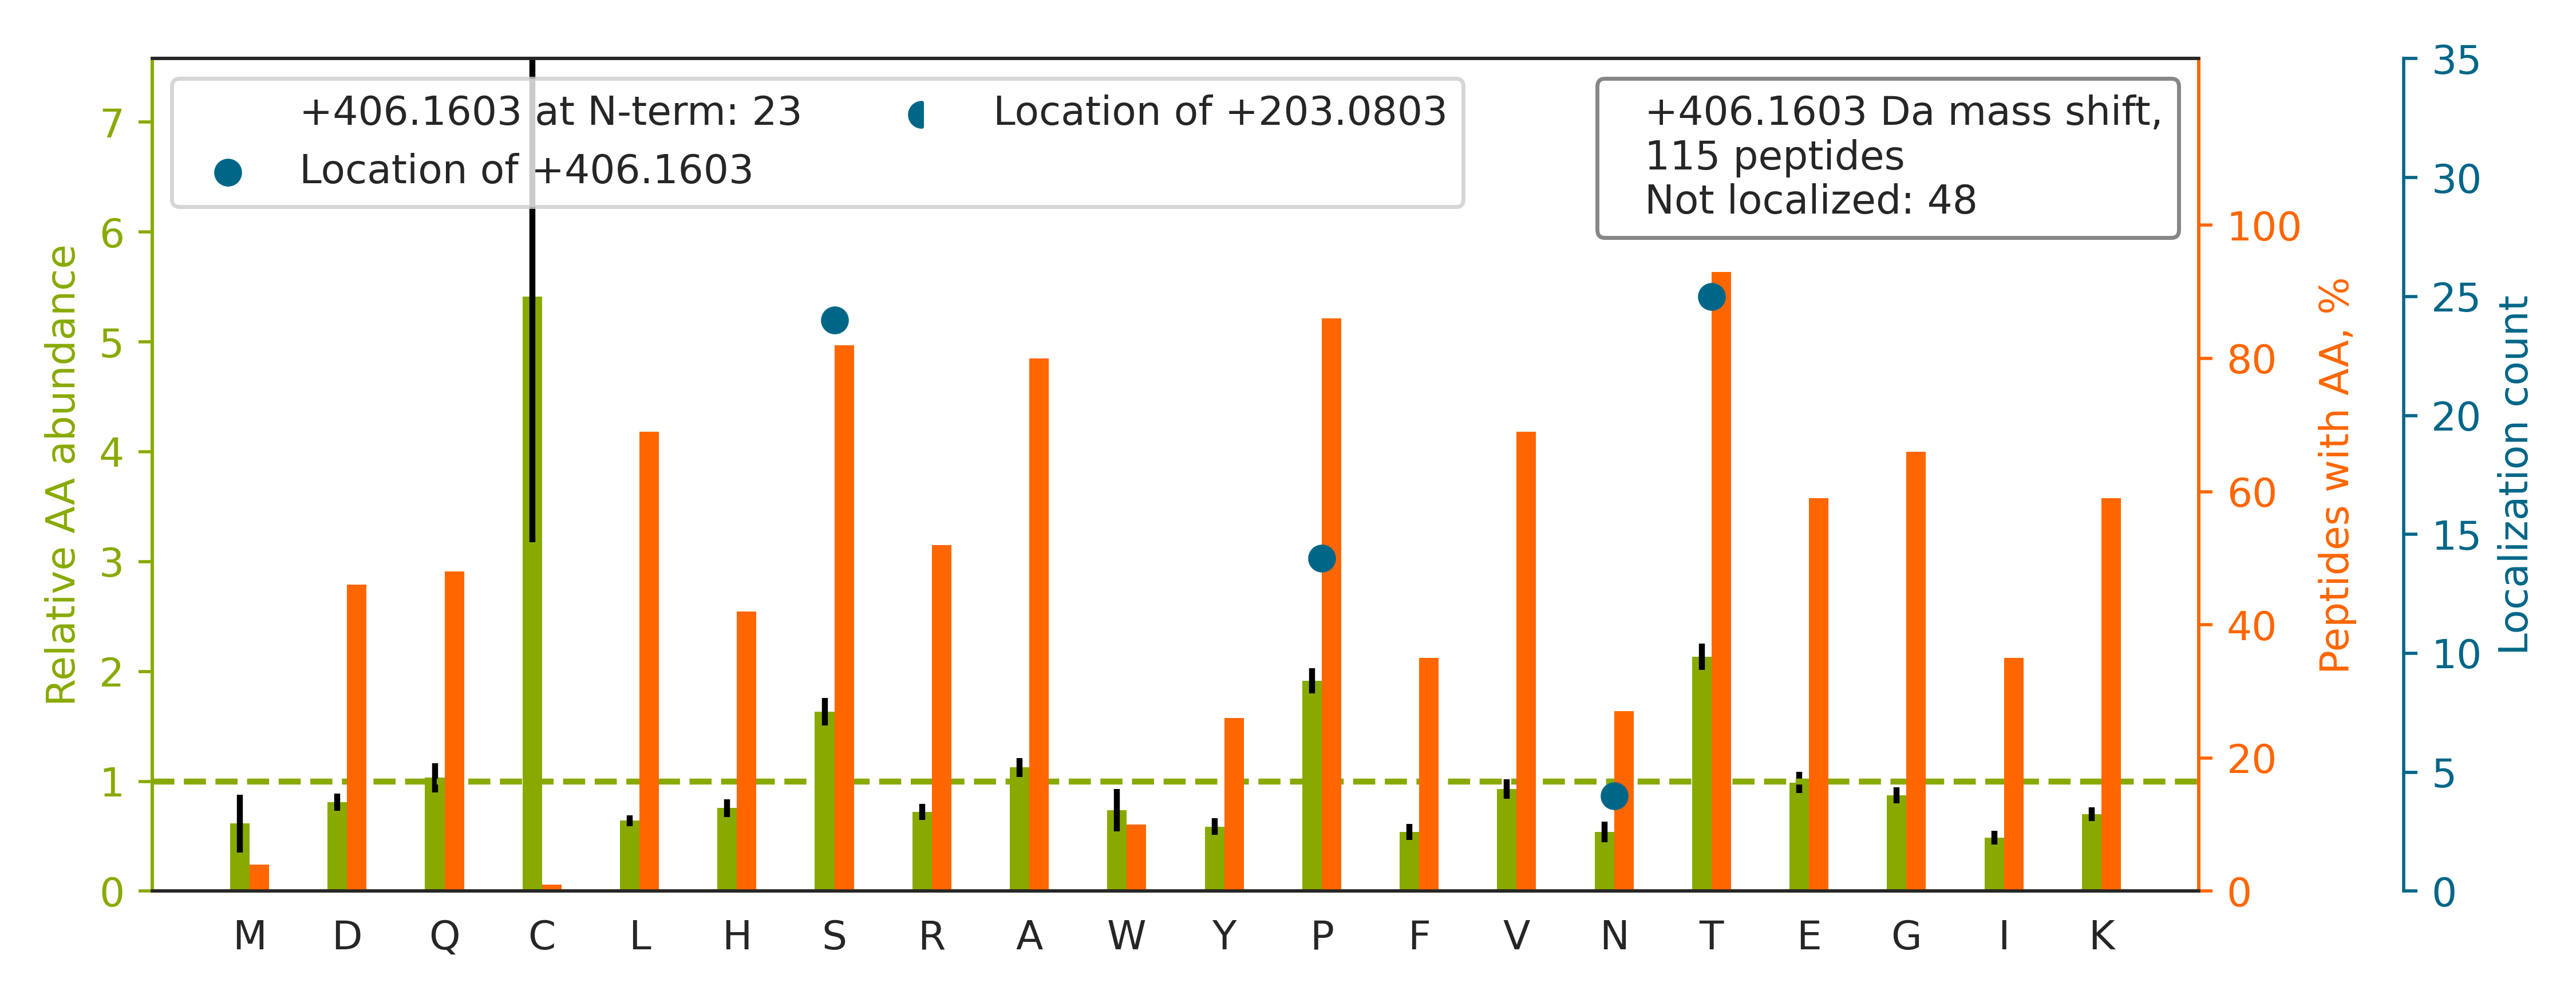 +406.1603 at N-term: 23
Location of +406.1603
Location of +203.0803
+406.1603 Da mass shift,
115 peptides
Not localized: 48
Relative AA abundance
7
6
5
4
3
2
1
0
M D Q C L H S R A W Y P F V N T E G I K
100
80
60
40
20
0
Peptides with AA, %
35
30
25
20
15
10
5
0
Localization count